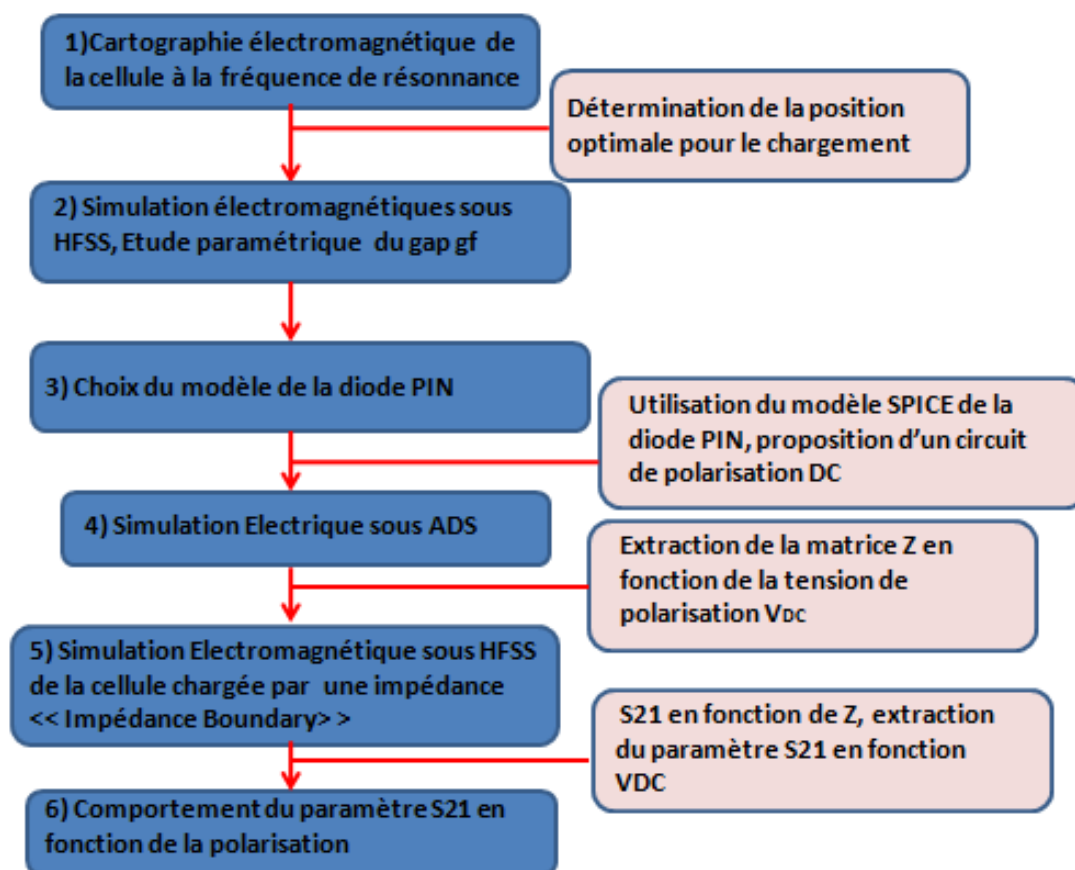 1)Cartographie électromagnétique de
la cellule à la fréquence de résonnance
Détermination de la position
optimale pour le chargement
2) Simulation électromagnétiques sous
HFSS, Etude paramétrique du gap gf
3) Choix du modèle de la diode PIN
Utilisation du modèle SPICE de la
diode PIN, proposition d'un circuit
de polarisation DC
4) Simulation Electrique sous ADS
Extraction de la matrice Z en
fonction de la tension de
polarisation VDC
5) Simulation Electromagnétique sous HFSS
de la cellule chargée par une impédance
<< Impédance Boundary> >
S21 en fonction de Z, extraction
du paramètre S21 en fonction
VDC
6) Comportement du paramètre S21 en
fonction de la polarisation